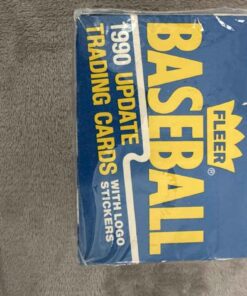 FLEER®
BASEBALL
1990 UPDATE
TRADING CARDS
WITH LOGO
STICKERS